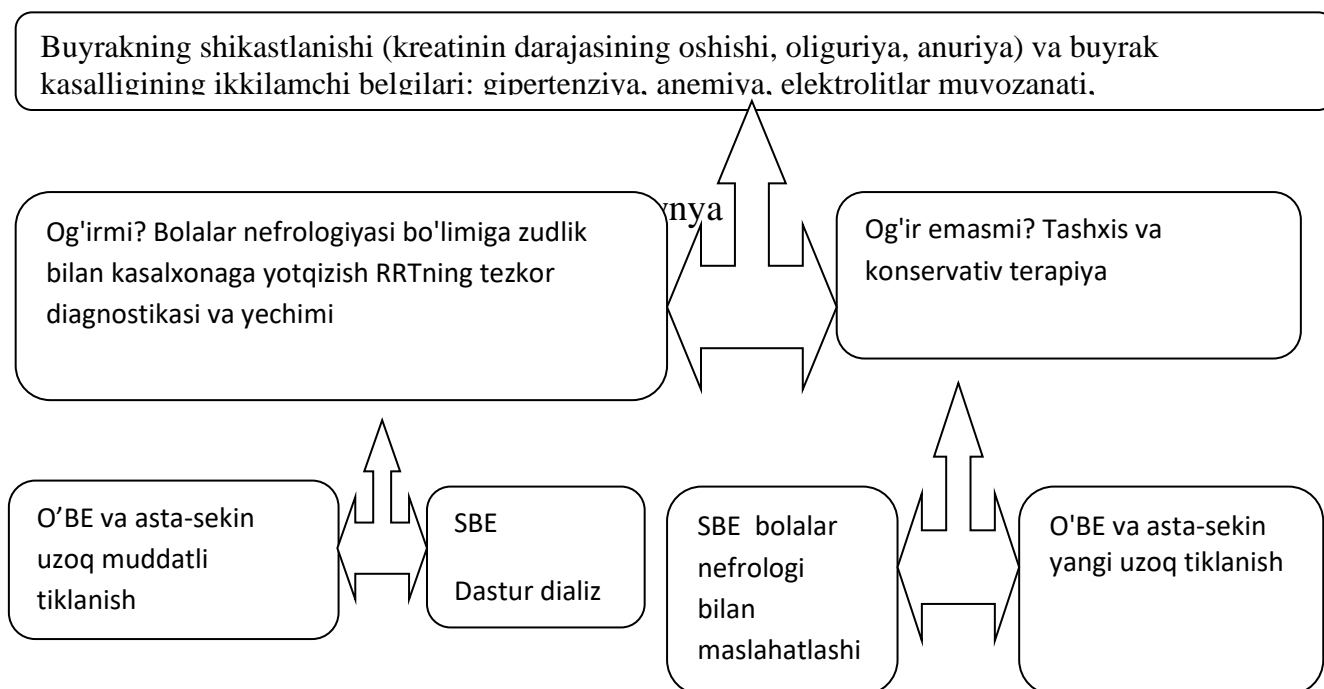 Buyrakning shikastlanishi (kreatinin darajasining oshishi, oliguriya, anuriya) va buyrak
kasalligining ikkilamchi belgilari: gipertenziya, anemiya, elektrolitlar muvozanati,
Og'irmi? Bolalar nefrologiyasi bo'limiga zudlik
bilan kasalxonaga yotqizish RRTning tezkor
diagnostikasi va yechimi
Og'ir emasmi? Tashxis va
konservativ terapiya
O’BE va asta-sekin
uzoq muddatli
tiklanish
SBE
Dastur dializ
SBE bolalar
nefrologi
bilan
maslahatlashi
O'BE va asta-sekin
yangi uzoq tiklanish